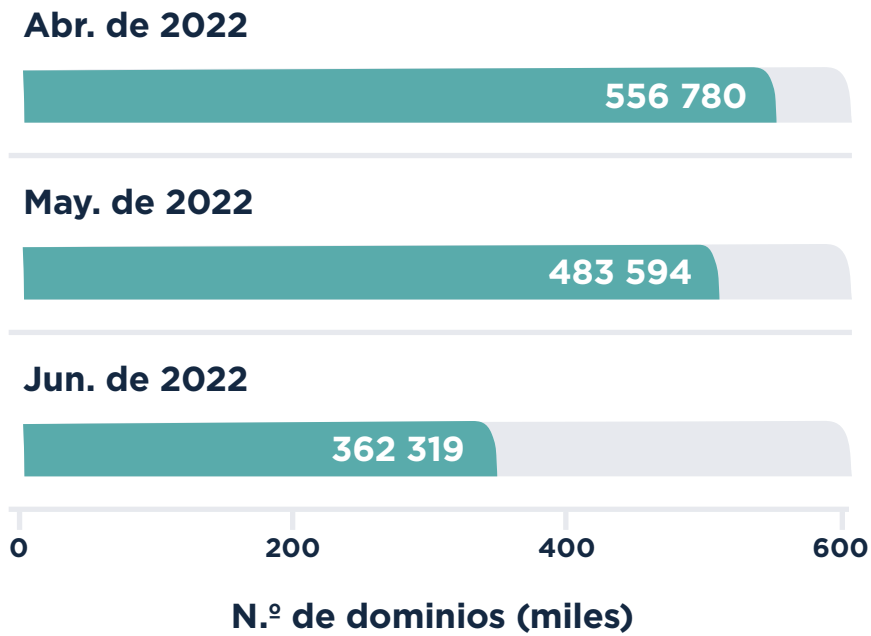 Abr. de 2022
556 780
May. de 2022
483 594
Jun. de 2022
362 319
0 200 400 600
N.º de dominios (miles)